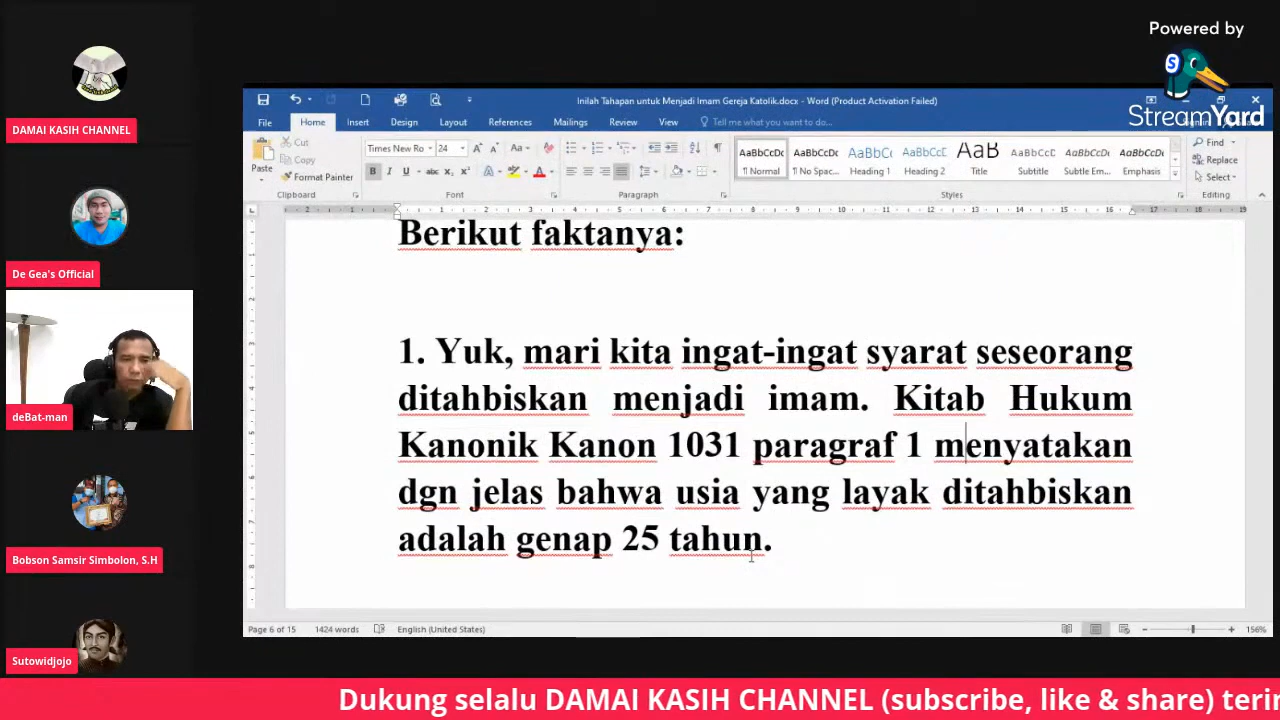 Powered by
StreamYard
DAMAI KASIH CHANNEL
De Gea's Official
deBat-man
Bobson Samsir Simbolon, S.H
Sutowidjojo
Inilah Tahapan untuk Menjadi Imam Gereja Katolik.docx - Word (Product Activation Failed)
File Home Insert Design Layout References Mailings Review View Tell me what you want to do...
Paste
Cut
Copy
Format Painter
Clipboard
Times New Ro 24
Font
Paragraph
AaBbCcDc AaBbCcDc AaBbCc AaBbCcC AaB AaBbCcC AaBbCcDc AaBbCcDc
¶ Normal ¶ No Spac... Heading 1 Heading 2 Title Subtitle Subtle Em... Emphasis
Styles
Find
Replace
Select
Editing
Berikut faktanya:
1. Yuk, mari kita ingat-ingat syarat seseorang
ditahbiskan menjadi imam. Kitab Hukum
Kanonik Kanon 1031 paragraf 1 menyatakan
dgn jelas bahwa usia yang layak ditahbiskan
adalah genap 25 tahun.
Page 6 of 15 1424 words English (United States) 156%
Dukung selalu DAMAI KASIH CHANNEL (subscribe, like & share)